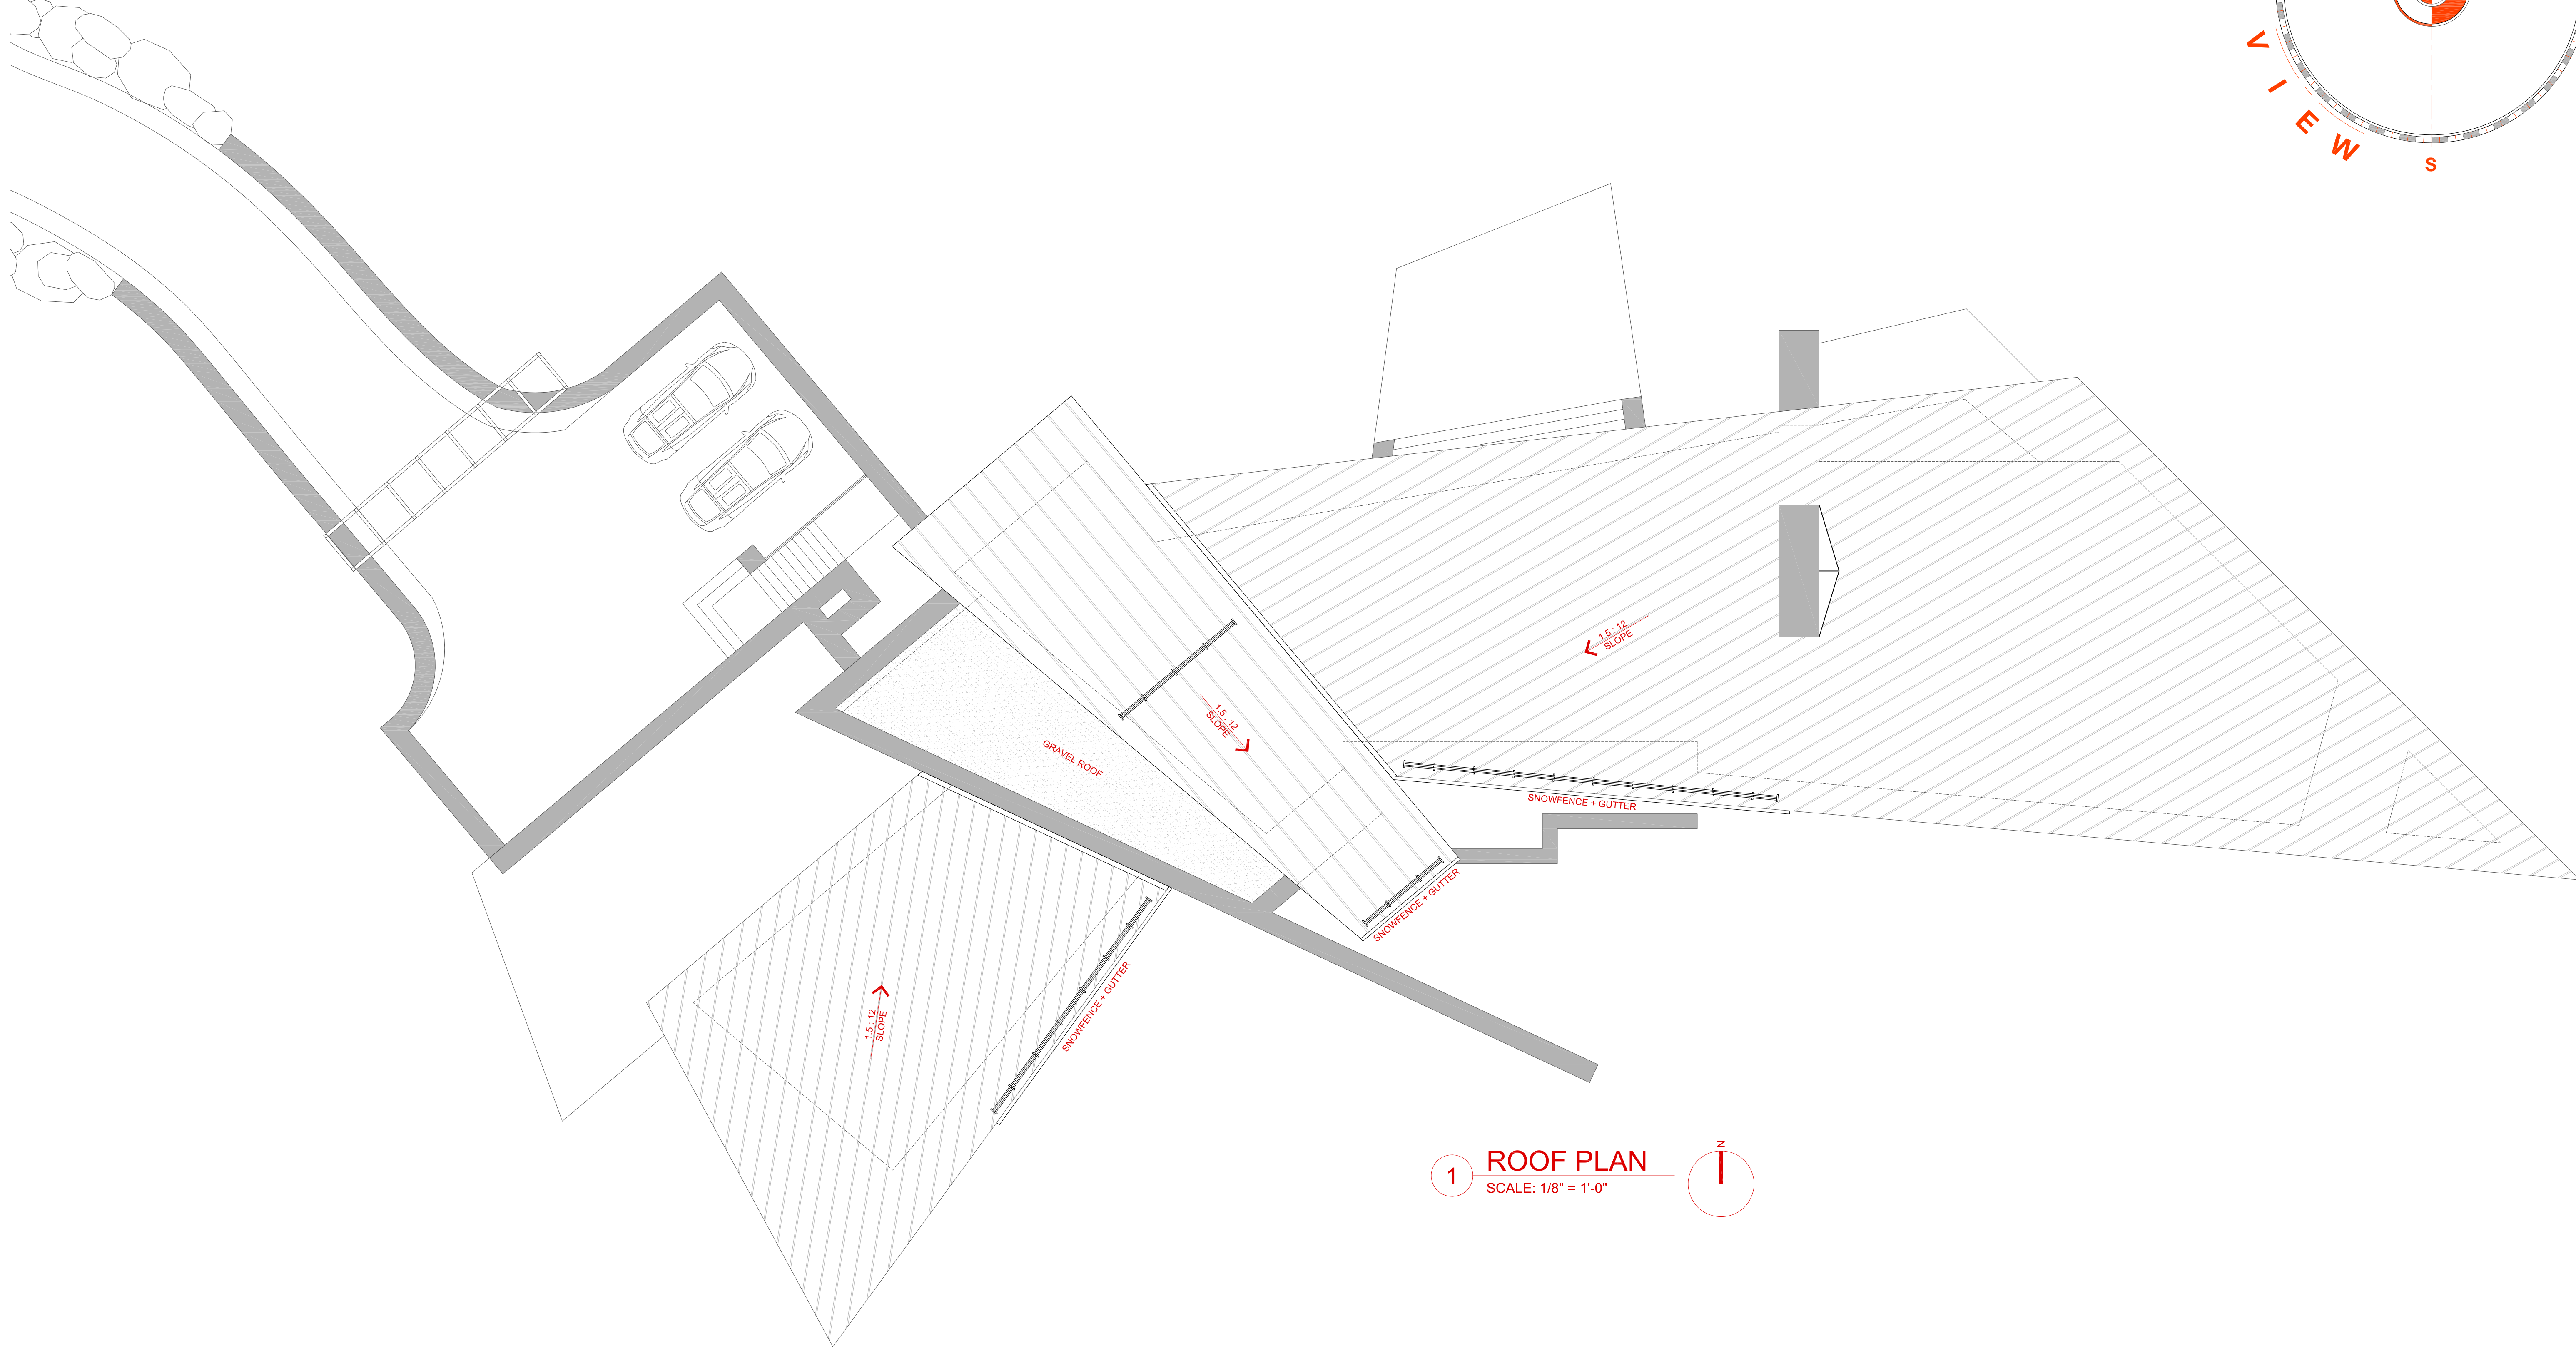 VIEW
S
1.5 : 12
SLOPE
1.5 : 12
SLOPE
GRAVEL ROOF
SNOWFENCE + GUTTER
SNOWFENCE + GUTTER
SNOWFENCE + GUTTER
1.5 : 12
SLOPE
1
ROOF PLAN
SCALE: 1/8" = 1'-0"
N